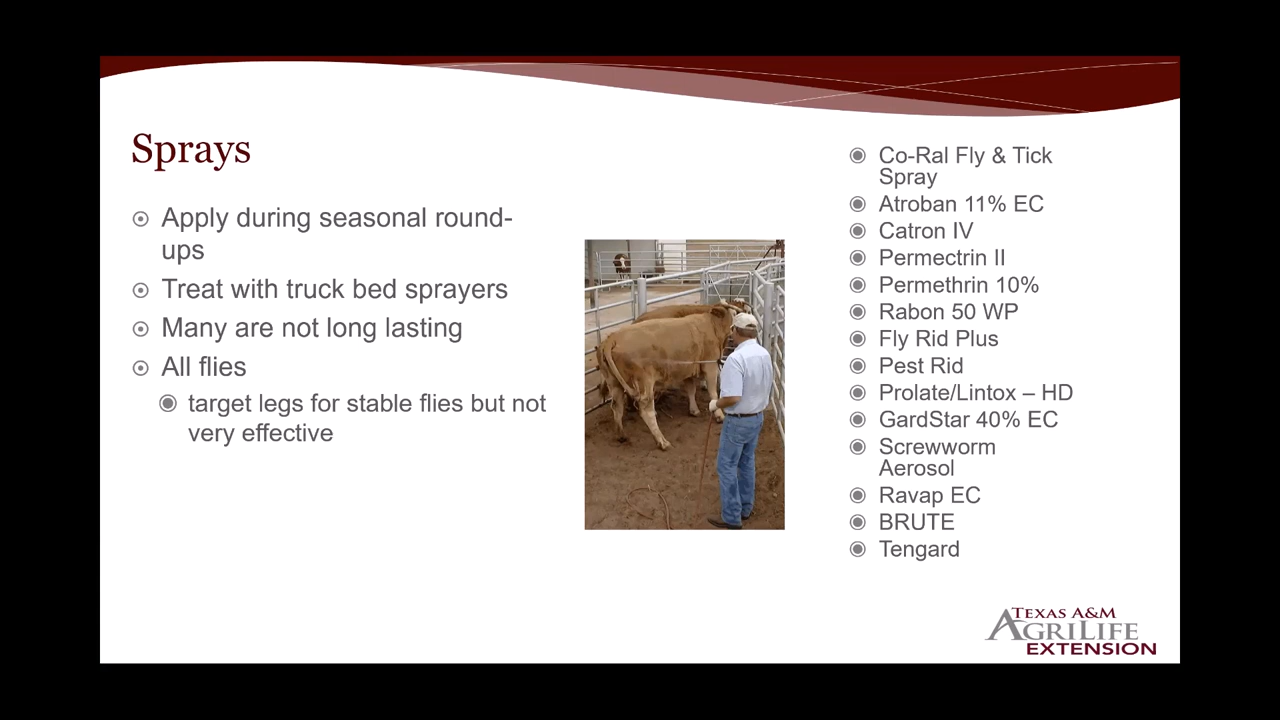 Sprays
Apply during seasonal round-
ups
Treat with truck bed sprayers
Many are not long lasting
All flies
target legs for stable flies but not
very effective
Co-Ral Fly & Tick
Spray
Atroban 11% EC
Catron IV
Permectrin II
Permethrin 10%
Rabon 50 WP
Fly Rid Plus
Pest Rid
Prolate/Lintox – HD
GardStar 40% EC
Screwworm
Aerosol
Ravap EC
BRUTE
Tengard
TEXAS A&M
AGRILIFE
EXTENSION